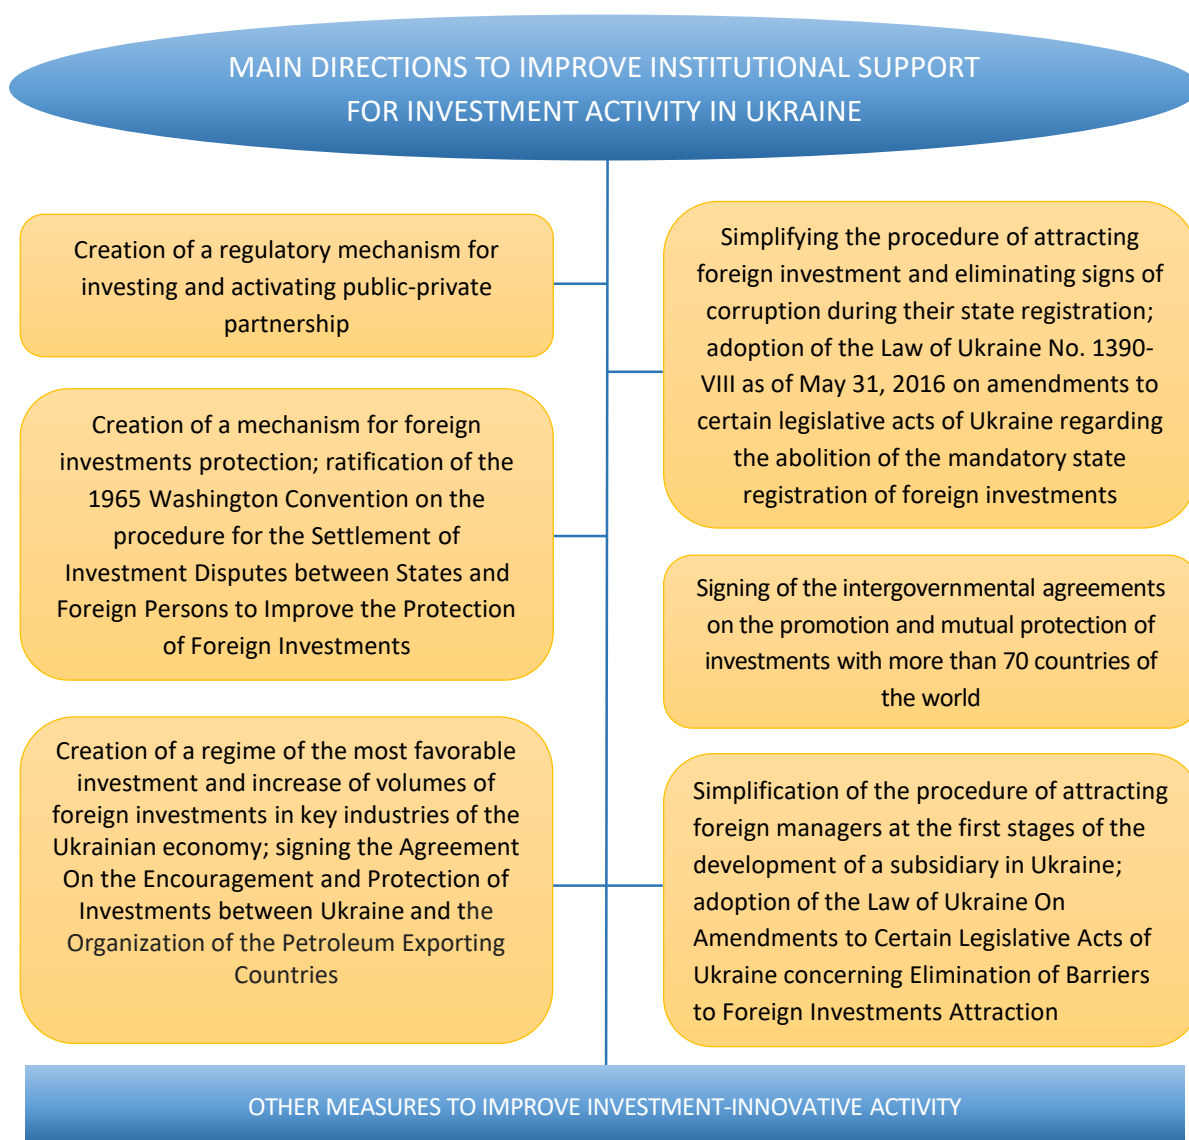 MAIN DIRECTIONS TO IMPROVE INSTITUTIONAL SUPPORT
FOR INVESTMENT ACTIVITY IN UKRAINE
Creation of a regulatory mechanism for
investing and activating public-private
partnership
Simplifying the procedure of attracting
foreign investment and eliminating signs of
corruption during their state registration;
adoption of the Law of Ukraine No. 1390-
VIII as of May 31, 2016 on amendments to
certain legislative acts of Ukraine regarding
the abolition of the mandatory state
registration of foreign investments
Creation of a mechanism for foreign
investments protection; ratification of the
1965 Washington Convention on the
procedure for the Settlement of
Investment Disputes between States and
Foreign Persons to Improve the Protection
of Foreign Investments
Signing of the intergovernmental agreements
on the promotion and mutual protection of
investments with more than 70 countries of
the world
Creation of a regime of the most favorable
investment and increase of volumes of
foreign investments in key industries of the
Ukrainian economy; signing the Agreement
On the Encouragement and Protection of
Investments between Ukraine and the
Organization of the Petroleum Exporting
Countries
Simplification of the procedure of attracting
foreign managers at the first stages of the
development of a subsidiary in Ukraine;
adoption of the Law of Ukraine On
Amendments to Certain Legislative Acts of
Ukraine concerning Elimination of Barriers
to Foreign Investments Attraction
OTHER MEASURES TO IMPROVE INVESTMENT-INNOVATIVE ACTIVITY